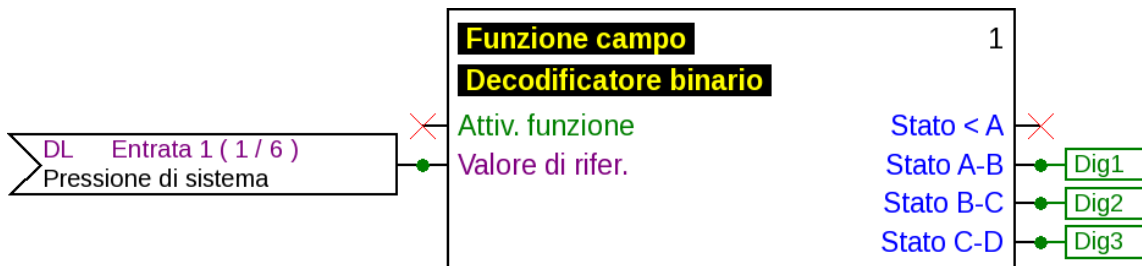 Funzione campo 1
Decodificatore binario
Attiv. funzione Stato < A
DL Entrata 1 ( 1 / 6 )
Pressione di sistema
Valore di rifer. Stato A-B Dig1
Stato B-C Dig2
Stato C-D Dig3